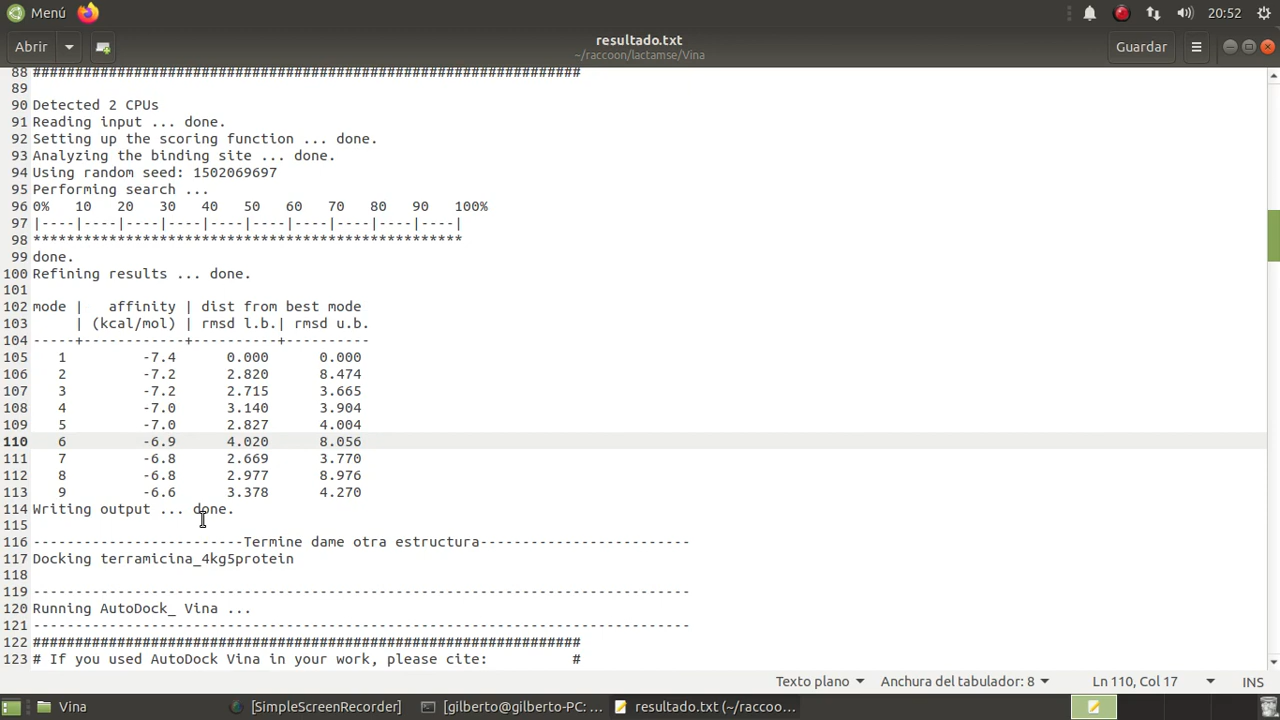 Menú
20:52
Abrir
resultado.txt
~/raccoon/lactamse/Vina
Guardar
88 #################################################################
89
90 Detected 2 CPUs
91 Reading input ... done.
92 Setting up the scoring function ... done.
93 Analyzing the binding site ... done.
94 Using random seed: 1502069697
95 Performing search ...
96 0%   10   20   30   40   50   60   70   80   90   100%
97 |----|----|----|----|----|----|----|----|----|----|
98 ***************************************************
99 done.
100 Refining results ... done.
101
102 mode |   affinity | dist from best mode
103      | (kcal/mol) | rmsd l.b.| rmsd u.b.
104 -----+------------+----------+----------
105    1         -7.4      0.000      0.000
106    2         -7.2      2.820      8.474
107    3         -7.2      2.715      3.665
108    4         -7.0      3.140      3.904
109    5         -7.0      2.827      4.004
110    6         -6.9      4.020      8.056
111    7         -6.8      2.669      3.770
112    8         -6.8      2.977      8.976
113    9         -6.6      3.378      4.270
114 Writing output ... done.
115
116 -------------------------Termine dame otra estructura-------------------------
117 Docking terramicina_4kg5protein
118
119 ------------------------------------------------------------------------------
120 Running AutoDock_ Vina ...
121 ------------------------------------------------------------------------------
122 #################################################################
123 # If you used AutoDock Vina in your work, please cite:          #
Texto plano
Anchura del tabulador: 8
Ln 110, Col 17
INS
Vina
[SimpleScreenRecorder]
[gilberto@gilberto-PC: ...
resultado.txt (~/raccoo...